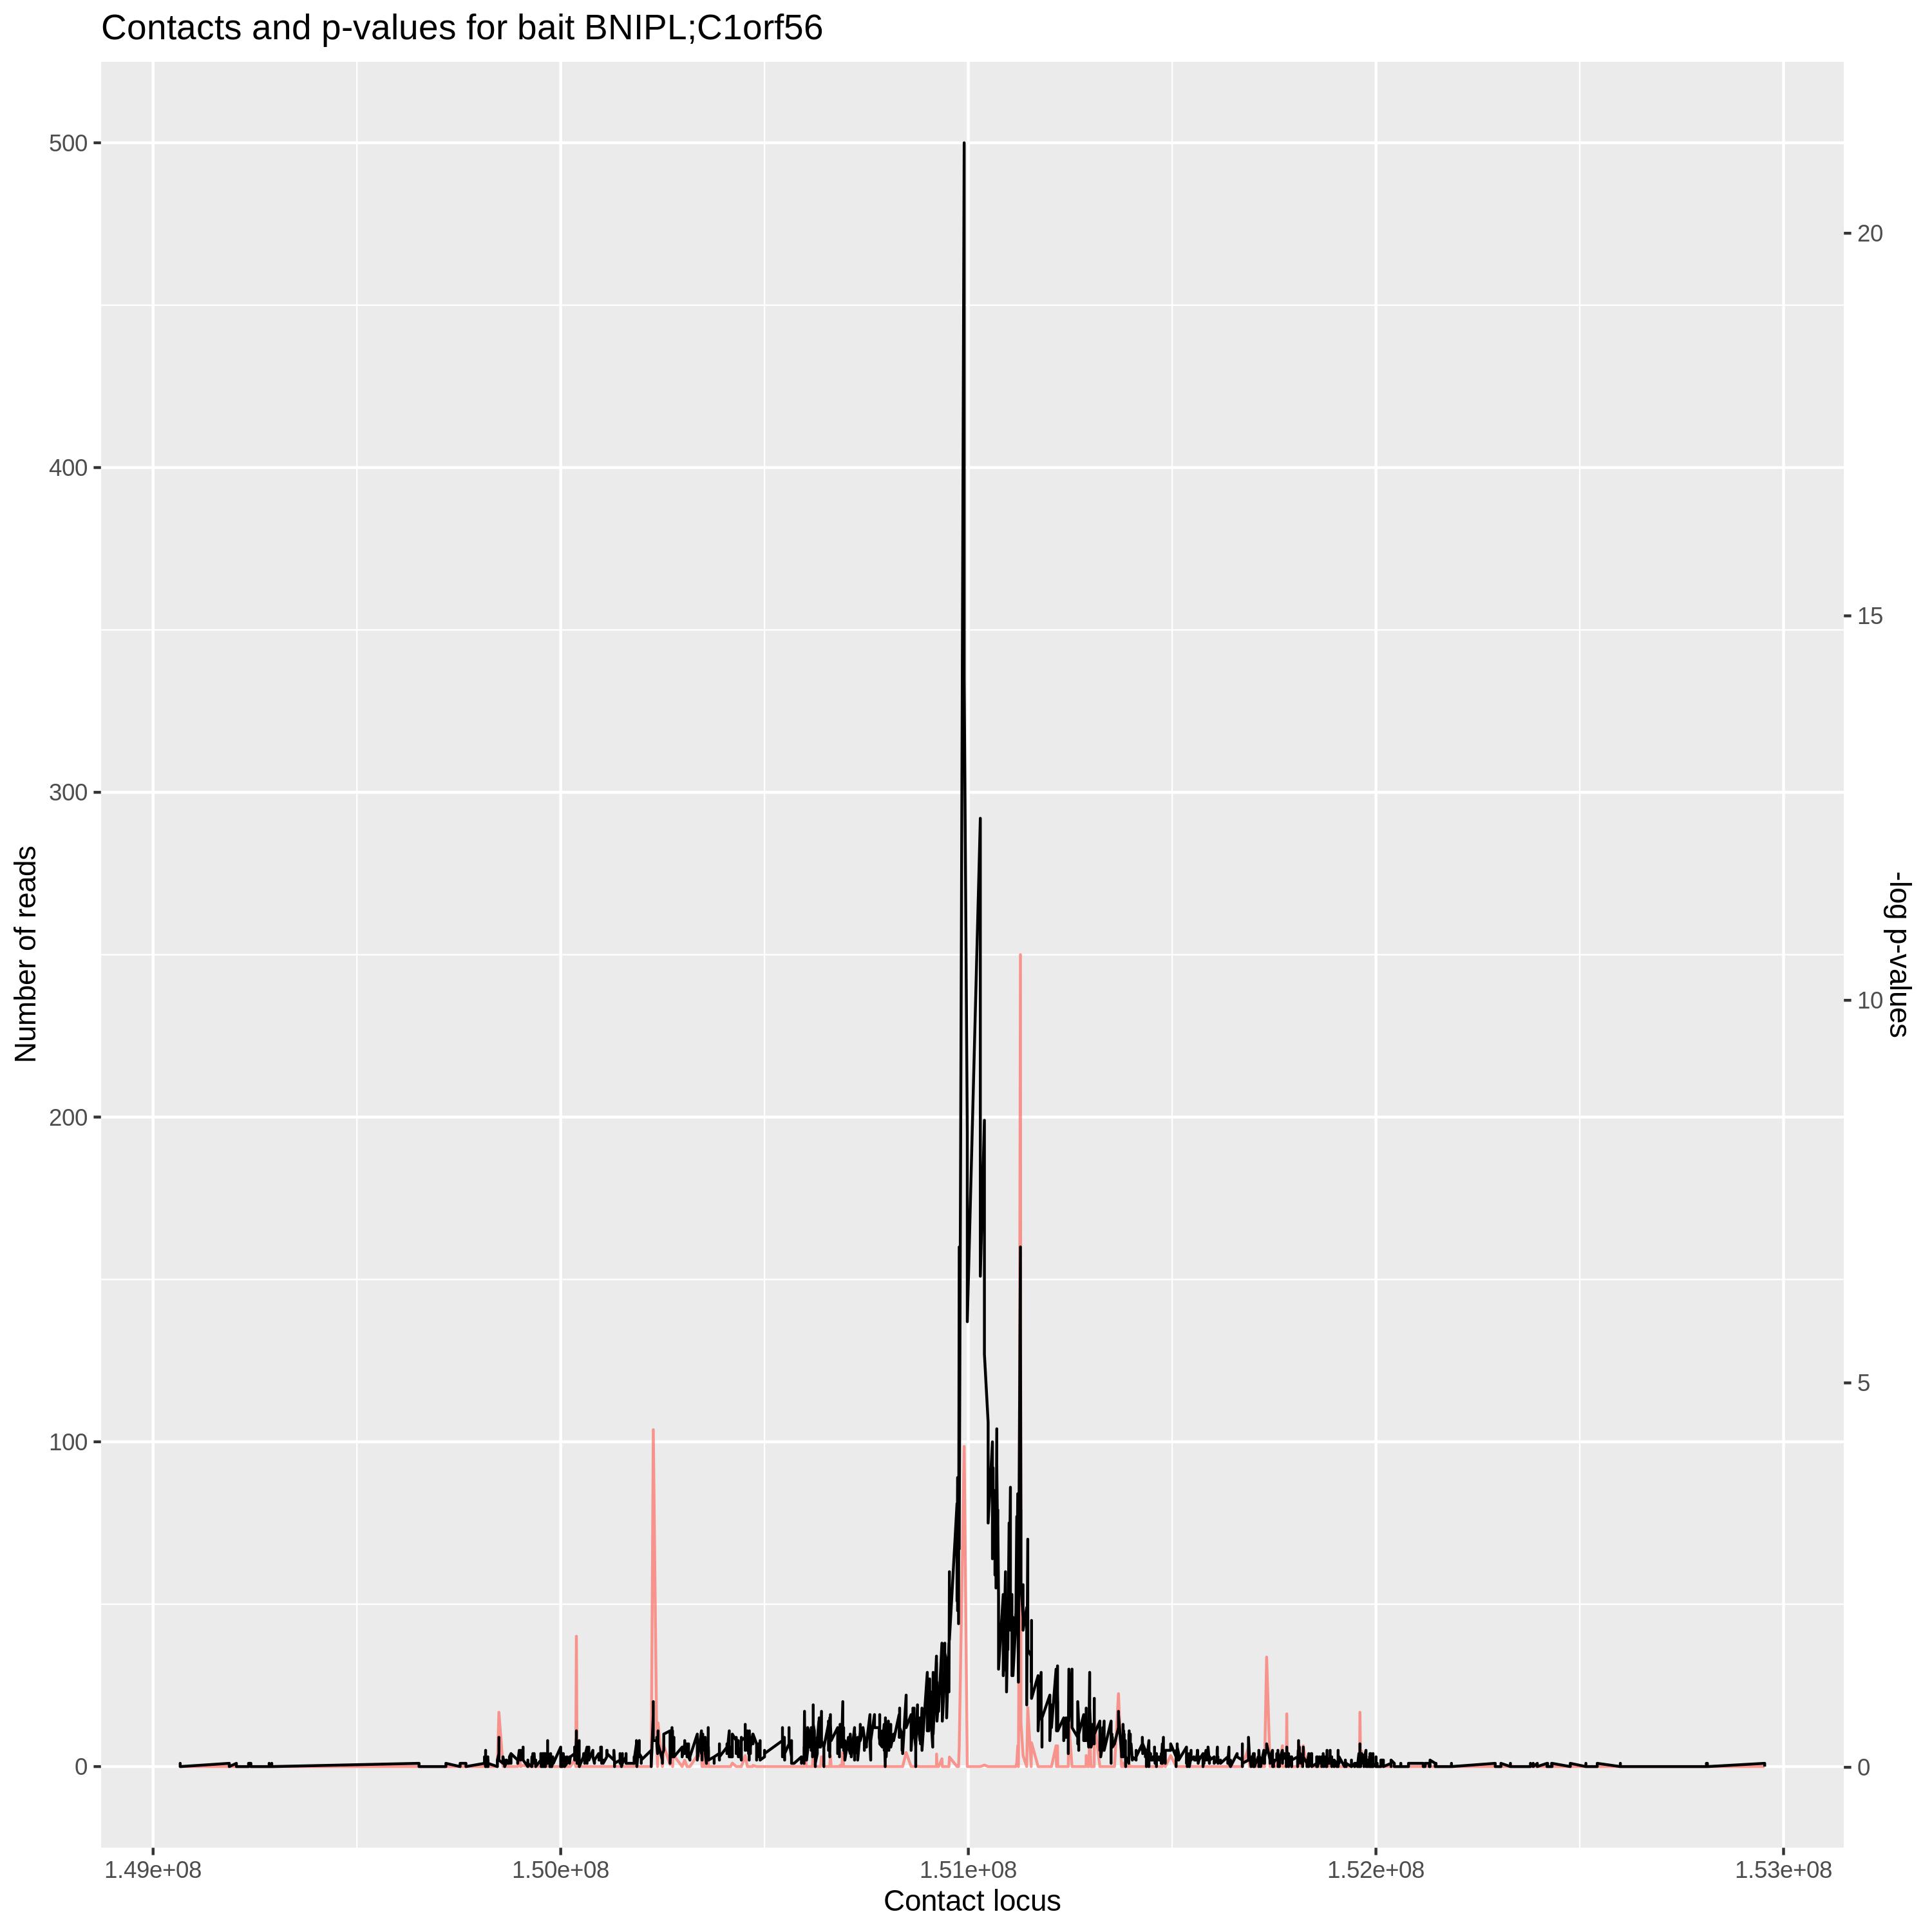 Contacts and p-values for bait BNIPL;C1orf56
500
400
300
200
100
0
Number of reads
20
15
10
5
0
-log p-values
1.49e+08
1.50e+08
1.51e+08
1.52e+08
1.53e+08
Contact locus